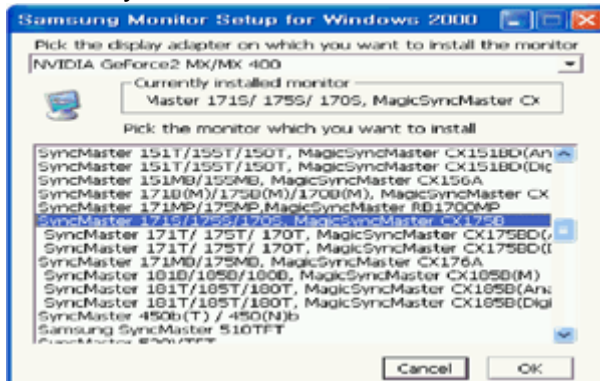 Samsung Monitor Setup for Windows 2000
Pick the display adapter on which you want to install the monitor
NVIDIA GeForce2 MX/MX 400
Currently installed monitor
Master 171S/ 175S/ 170S, MagicSyncMaster CX
Pick the monitor which you want to install
SyncMaster 151T/155T/150T, MagicSyncMaster CX151BD(An
SyncMaster 151T/155T/150T, MagicSyncMaster CX151BD(Dig
SyncMaster 151MB/155MB, MagicSyncMaster CX156A
SyncMaster 171B(M)/175B(M)/170B(M), MagicSyncMaster CX
SyncMaster 171MP/175MP,MagicSyncMaster RB1700MP
SyncMaster 171S/175S/170S, MagicSyncMaster CX175B
SyncMaster 171T/ 175T/ 170T, MagicSyncMaster CX175BD(
SyncMaster 171T/ 175T/ 170T, MagicSyncMaster CX175BD(
SyncMaster 171MB/175MB, MagicSyncMaster CX176A
SyncMaster 181B/185B/180B, MagicSyncMaster CX185B(M)
SyncMaster 181T/185T/180T, MagicSyncMaster CX185B(Ana
SyncMaster 181T/185T/180T, MagicSyncMaster CX185B(Digi
SyncMaster 450b(T) / 450(N)b
Samsung SyncMaster 510TFT
Cancel OK